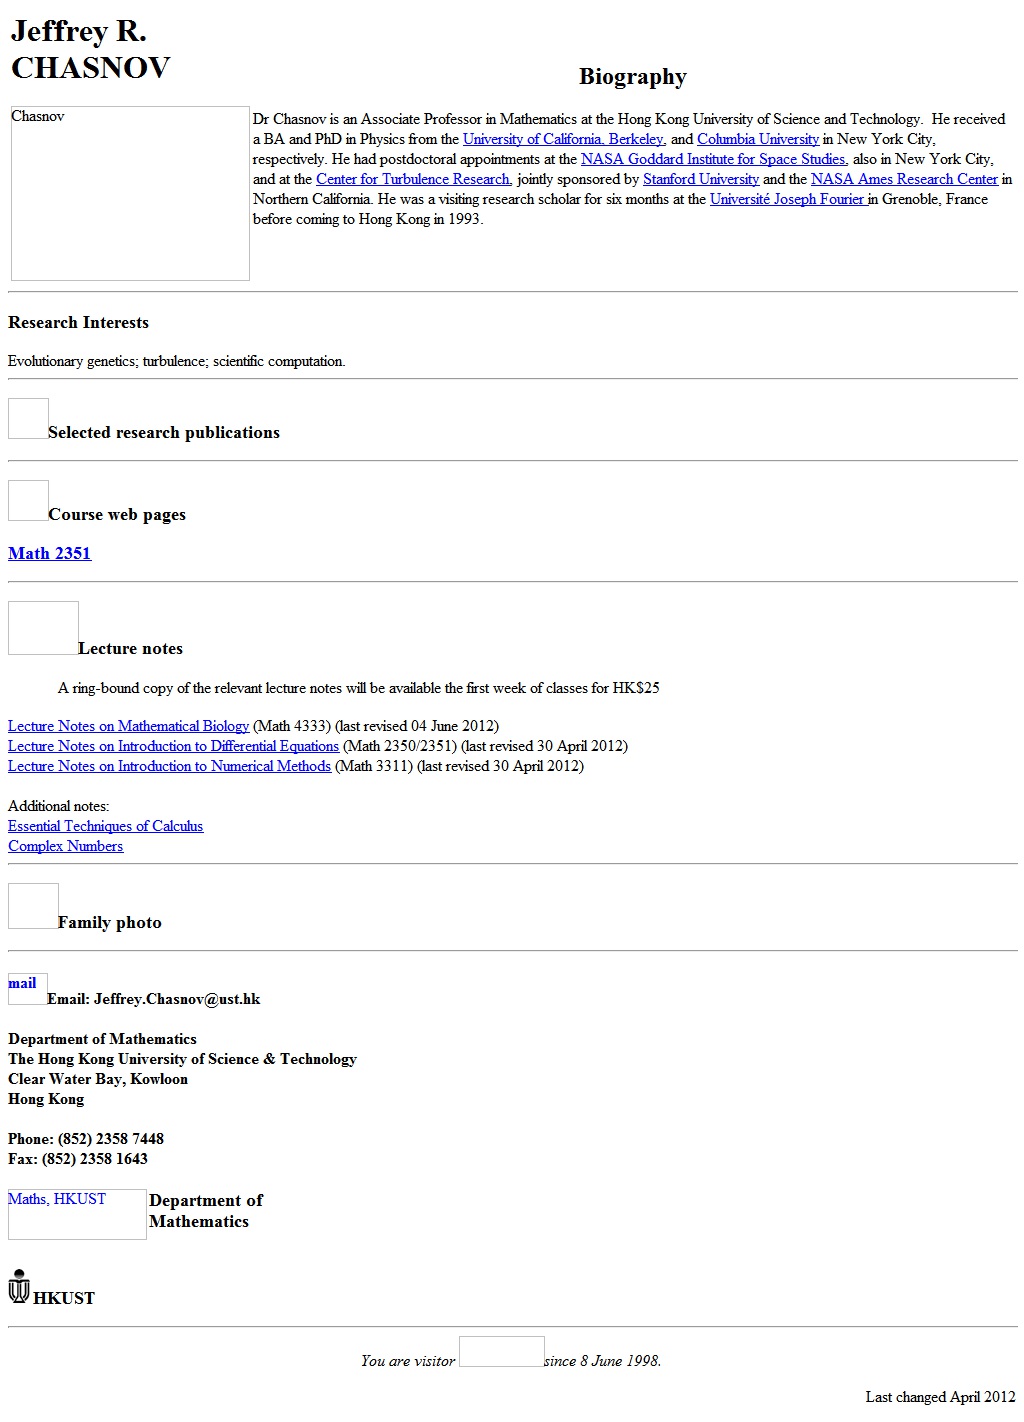 Jeffrey R.
CHASNOV
Biography
Chasnov
Dr Chasnov is an Associate Professor in Mathematics at the Hong Kong University of Science and Technology.  He received
a BA and PhD in Physics from the University of California, Berkeley, and Columbia University in New York City,
respectively. He had postdoctoral appointments at the NASA Goddard Institute for Space Studies, also in New York City,
and at the Center for Turbulence Research, jointly sponsored by Stanford University and the NASA Ames Research Center in
Northern California. He was a visiting research scholar for six months at the Université Joseph Fourier in Grenoble, France
before coming to Hong Kong in 1993.
Research Interests
Evolutionary genetics; turbulence; scientific computation.
Selected research publications
Course web pages
Math 2351
Lecture notes
A ring-bound copy of the relevant lecture notes will be available the first week of classes for HK$25
Lecture Notes on Mathematical Biology (Math 4333) (last revised 04 June 2012)
Lecture Notes on Introduction to Differential Equations (Math 2350/2351) (last revised 30 April 2012)
Lecture Notes on Introduction to Numerical Methods (Math 3311) (last revised 30 April 2012)
Additional notes:
Essential Techniques of Calculus
Complex Numbers
Family photo
mail
Email: Jeffrey.Chasnov@ust.hk
Department of Mathematics
The Hong Kong University of Science & Technology
Clear Water Bay, Kowloon
Hong Kong
Phone: (852) 2358 7448
Fax: (852) 2358 1643
Maths, HKUST
Department of
Mathematics
HKUST
You are visitor since 8 June 1998.
Last changed April 2012